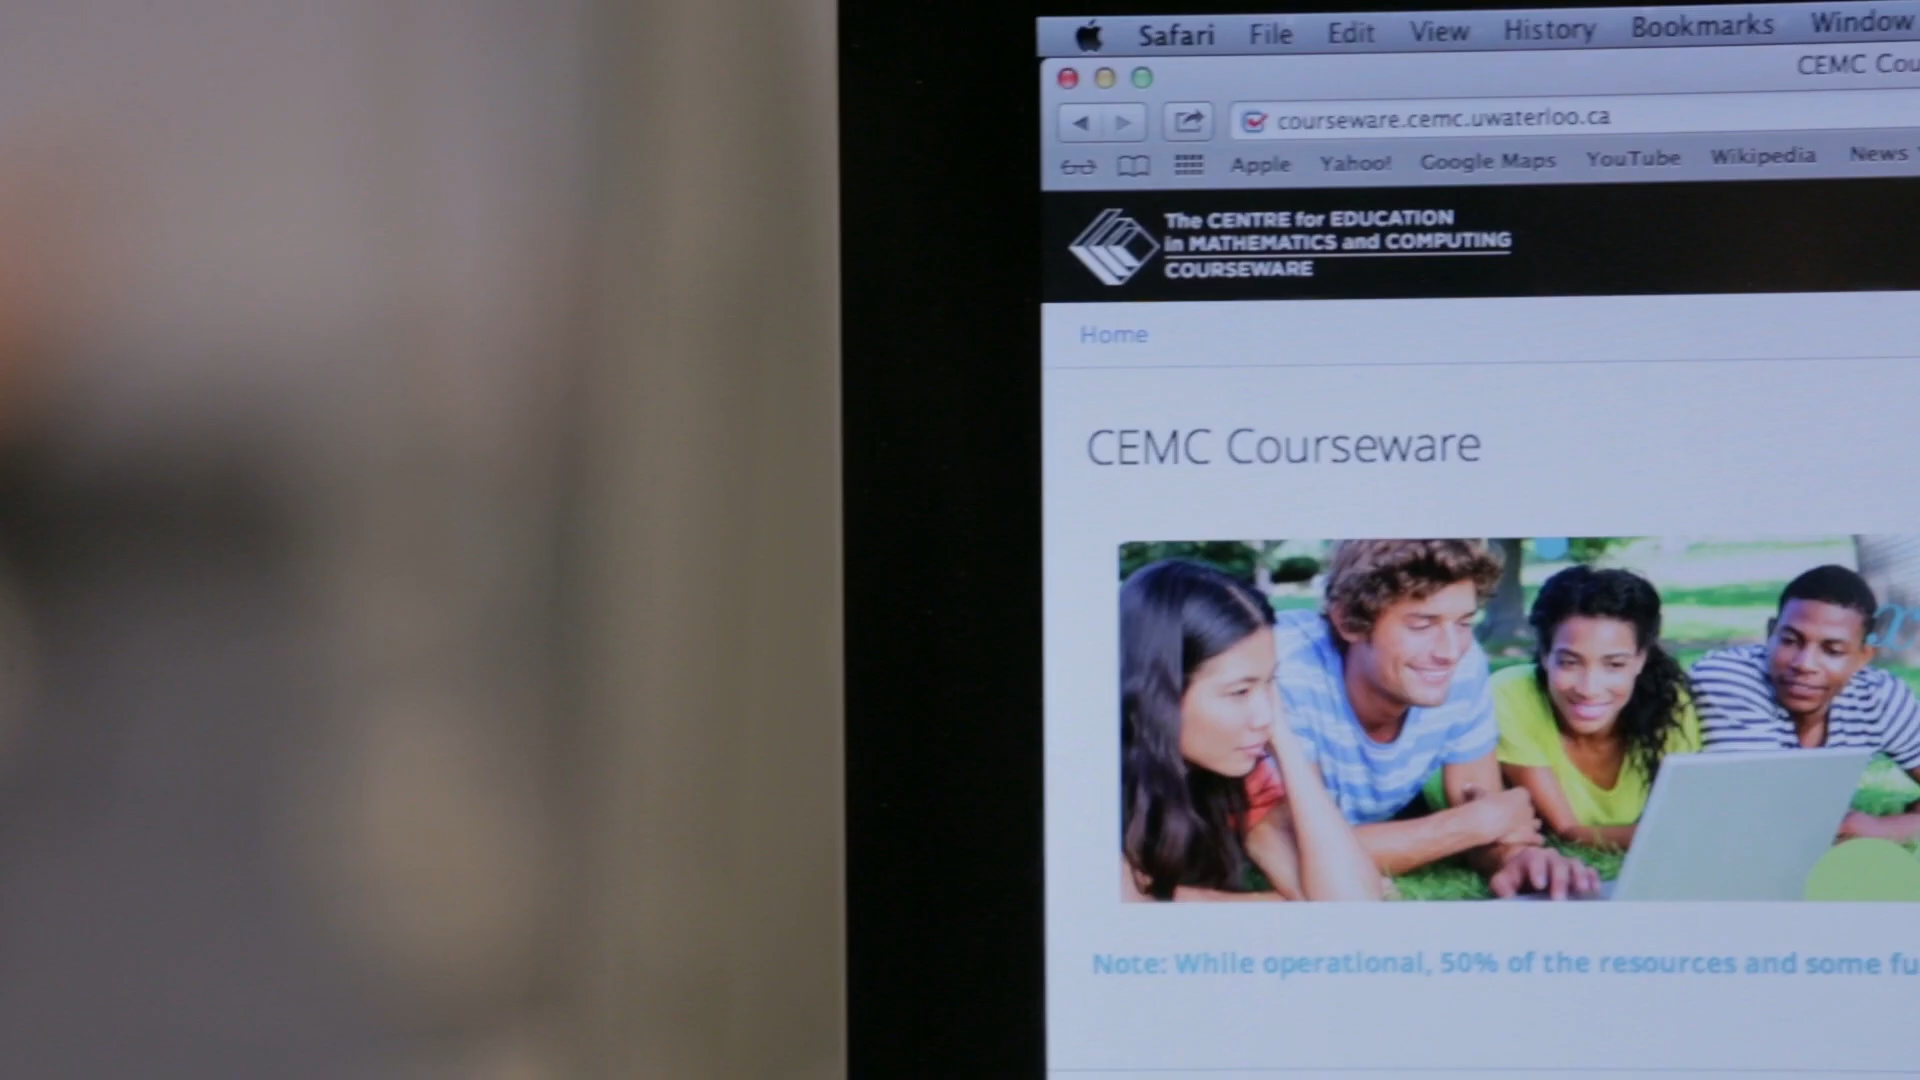 Safari File Edit View History Bookmarks Window
CEMC
courseware.cemc.uwaterloo.ca
Apple Yahoo! Google Maps YouTube Wikipedia News
The CENTRE for EDUCATION
in MATHEMATICS and COMPUTING
COURSEWARE
Home
CEMC Courseware
Note: While operational, 50% of the resources and some